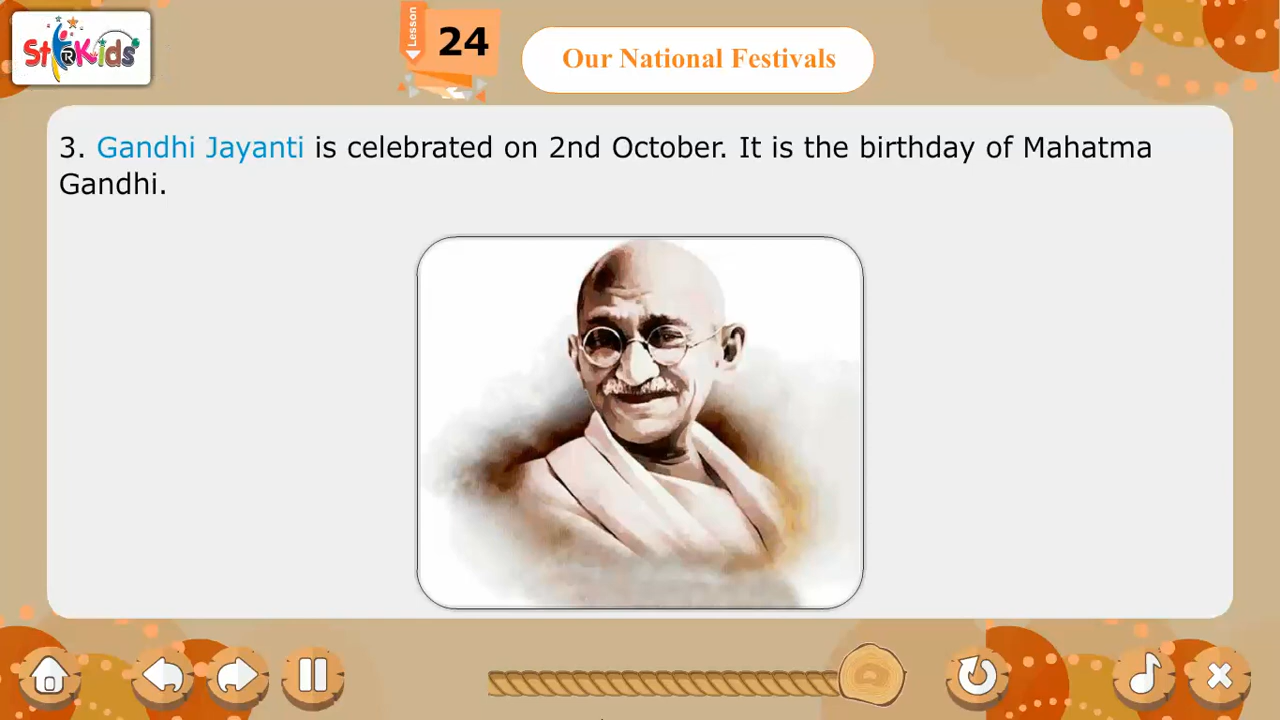 StarKids
Lesson
24
Our National Festivals
3. Gandhi Jayanti is celebrated on 2nd October. It is the birthday of Mahatma
Gandhi.